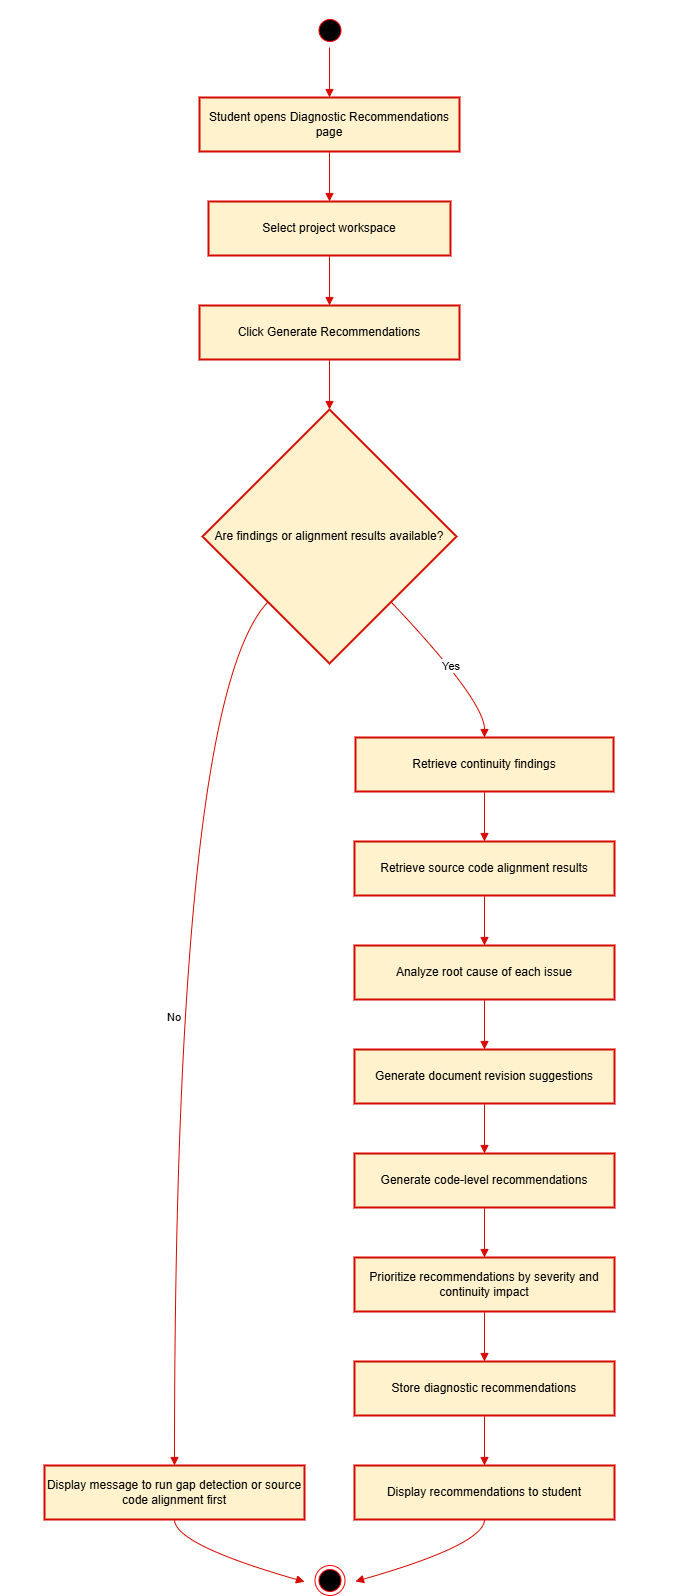 Student opens Diagnostic Recommendations
page
Select project workspace
Click Generate Recommendations
Are findings or alignment results available?
Yes
Retrieve continuity findings
Retrieve source code alignment results
Analyze root cause of each issue
No
Generate document revision suggestions
Generate code-level recommendations
Prioritize recommendations by severity and
continuity impact
Store diagnostic recommendations
Display message to run gap detection or source
code alignment first
Display recommendations to student